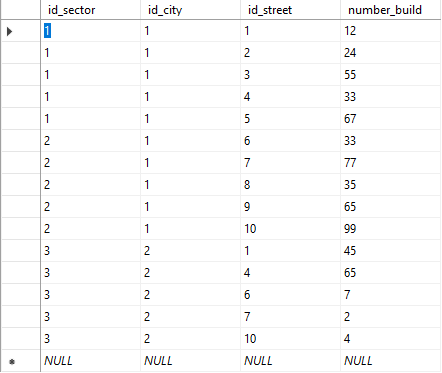 id_sector id_city id_street number_build
1 1 1 12
1 1 2 24
1 1 3 55
1 1 4 33
1 1 5 67
2 1 6 33
2 1 7 77
2 1 8 35
2 1 9 65
2 1 10 99
3 2 1 45
3 2 4 65
3 2 6 7
3 2 7 2
3 2 10 4
NULL NULL NULL NULL